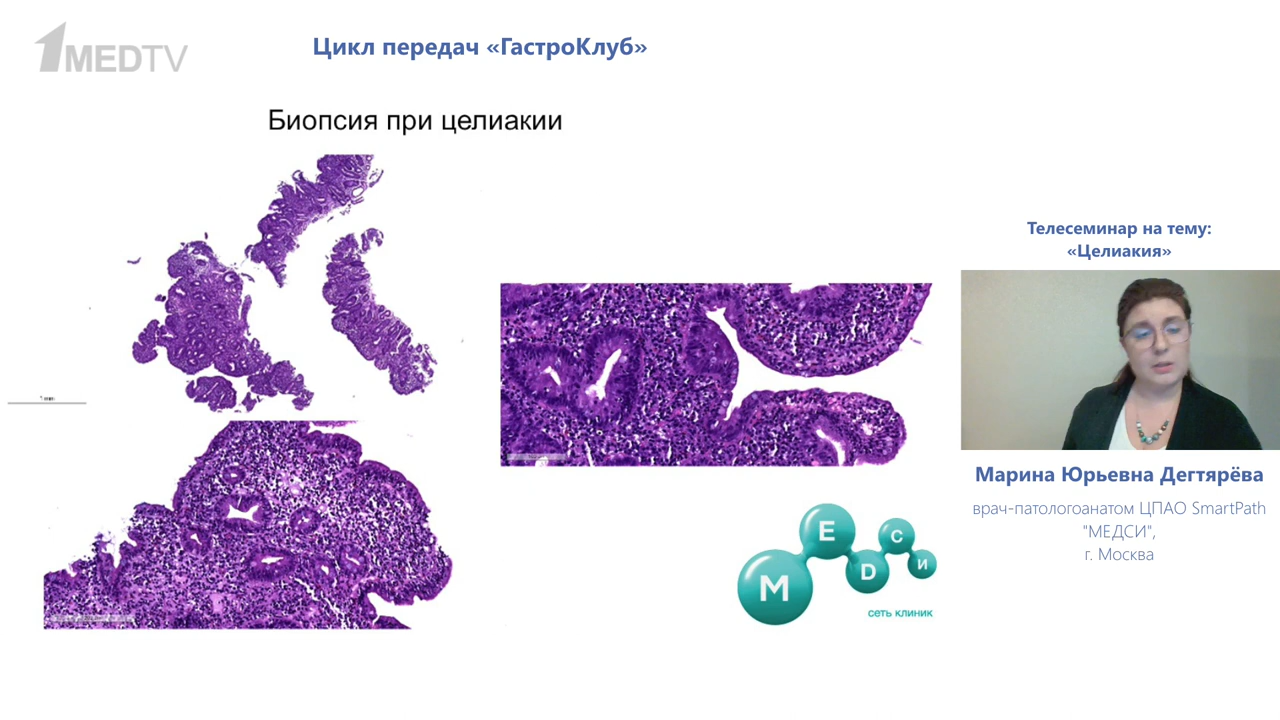 1MEDTV
Цикл передач «ГастроКлуб»
Биопсия при целиакии
Телесеминар на тему:
«Целиакия»
Марина Юрьевна Дегтярёва
врач-патологоанатом ЦПАО SmartPath
"МЕДСИ",
г. Москва
МЕDСИ
сеть клиник